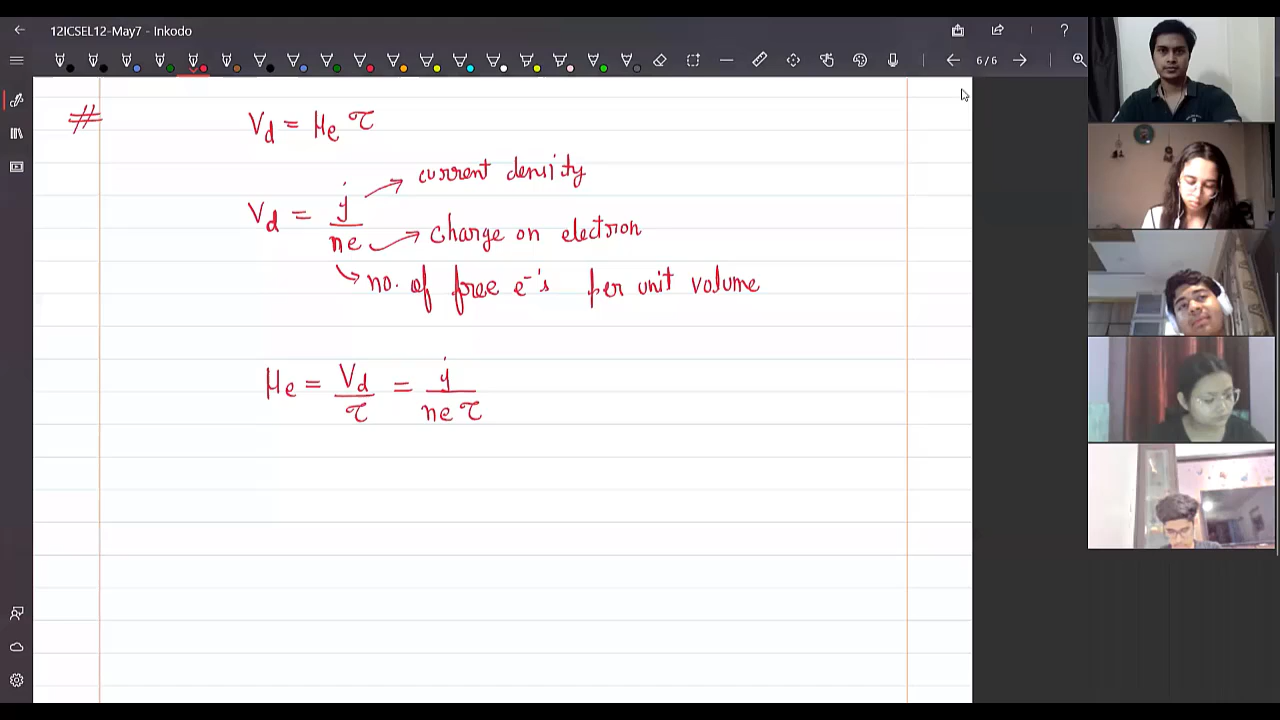 12ICSEL12-May7 - Inkodo
6/6
#
Vd = μe τ
Vd = j / ne
current density
charge on electron
no. of free e⁻'s per unit volume
μe = Vd / τ = j / ne τ